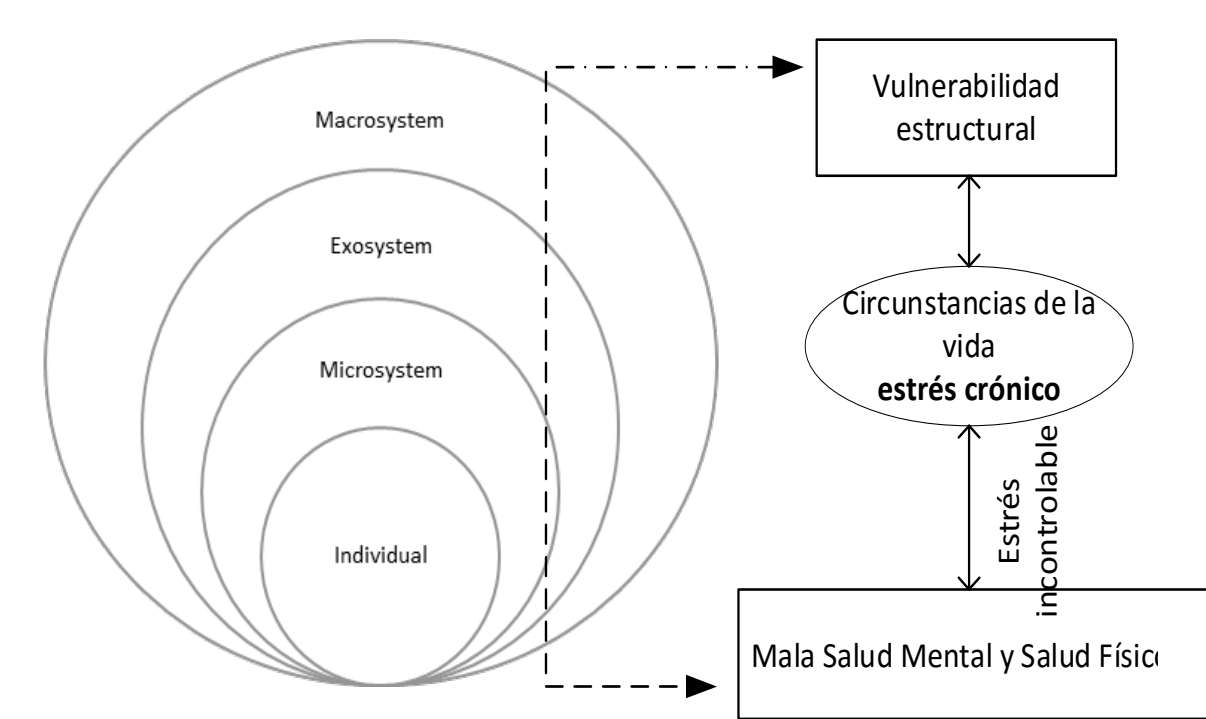 Macrosystem
Exosystem
Microsystem
Individual
Vulnerabilidad
estructural
Circunstancias de la
vida
estrés crónico
Estrés
incontrolable
Mala Salud Mental y Salud Físic